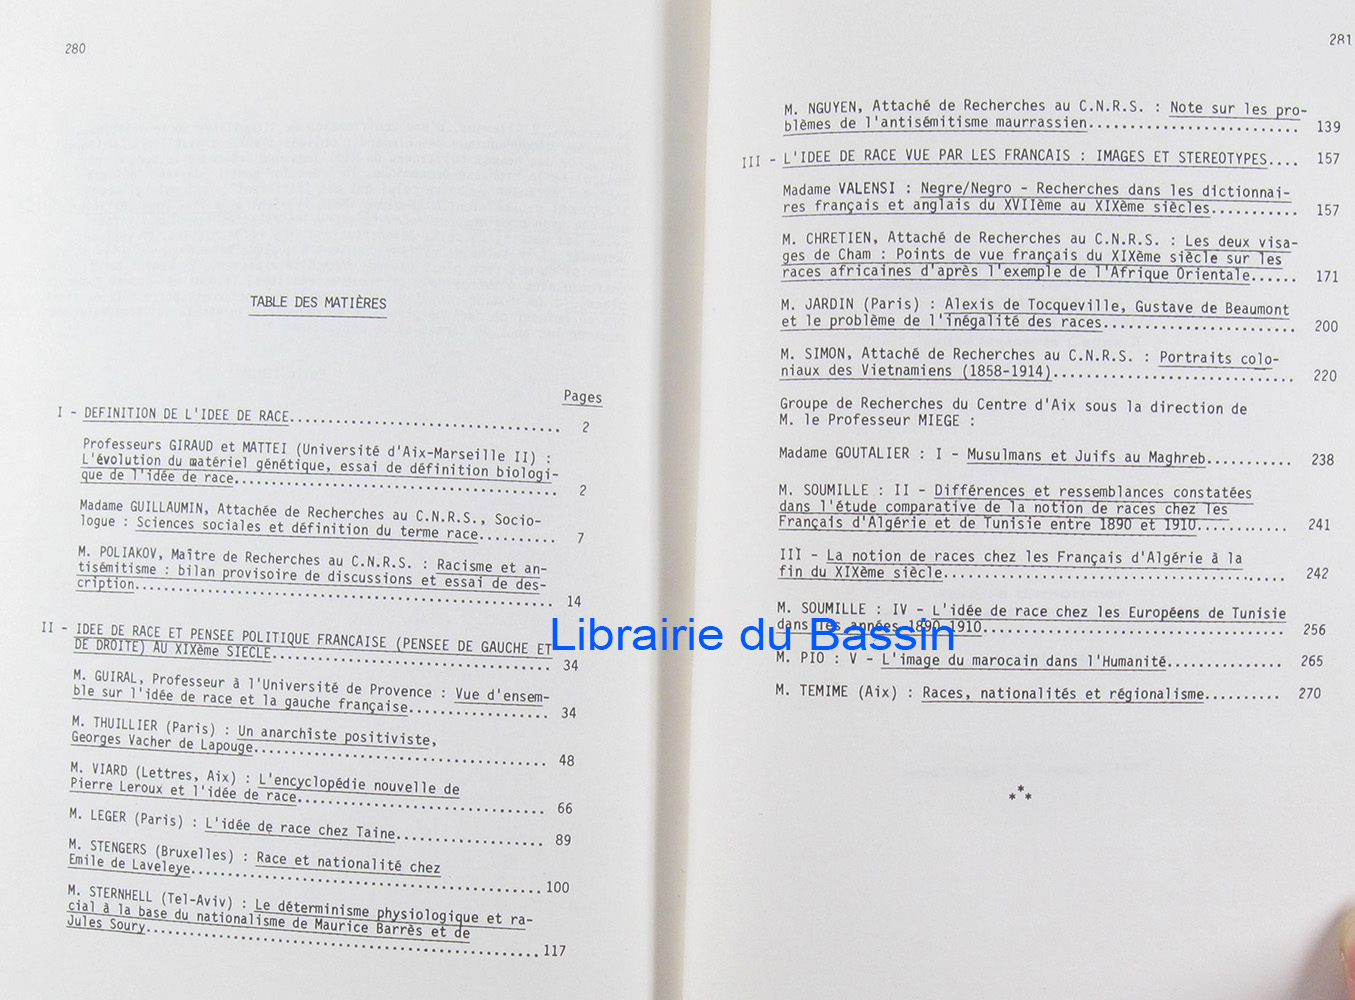 280
TABLE DES MATIÈRES
Pages
I - DEFINITION DE L'IDEE DE RACE.................................. 2
Professeurs GIRAUD et MATTEI (Université d'Aix-Marseille II) :
L'évolution du matériel génétique, essai de définition biologi-
que de l'idée de race......................................... 2
Madame GUILLAUMIN, Attachée de Recherches au C.N.R.S., Socio-
logue : Sciences sociales et définition du terme race.......... 7
M. POLIAKOV, Maître de Recherches au C.N.R.S. : Racisme et an-
tisémitisme : bilan provisoire de discussions et essai de des-
cription...................................................... 14
II - IDEE DE RACE ET PENSEE POLITIQUE FRANCAISE (PENSEE DE GAUCHE ET
DE DROITE) AU XIXème SIECLE................................... 34
M. GUIRAL, Professeur à l'Université de Provence : Vue d'ensem-
ble sur l'idée de race et la gauche française................. 34
M. THUILLIER (Paris) : Un anarchiste positiviste,
Georges Vacher de Lapouge..................................... 48
M. VIARD (Lettres, Aix) : L'encyclopédie nouvelle de
Pierre Leroux et l'idée de race............................... 66
M. LEGER (Paris) : L'idée de race chez Taine.................. 89
M. STENGERS (Bruxelles) : Race et nationalité chez
Emile de Laveleye............................................. 100
M. STERNHELL (Tel-Aviv) : Le déterminisme physiologique et ra-
cial à la base du nationalisme de Maurice Barrès et de
Jules Soury................................................... 117
281
M. NGUYEN, Attaché de Recherches au C.N.R.S. : Note sur les pro-
blèmes de l'antisémitisme maurrassien......................... 139
III - L'IDEE DE RACE VUE PAR LES FRANCAIS : IMAGES ET STEREOTYPES.... 157
Madame VALENSI : Negre/Negro - Recherches dans les dictionnai-
res français et anglais du XVIIème au XIXème siècles........... 157
M. CHRETIEN, Attaché de Recherches au C.N.R.S. : Les deux visa-
ges de Cham : Points de vue français du XIXème siècle sur les
races africaines d'après l'exemple de l'Afrique Orientale...... 171
M. JARDIN (Paris) : Alexis de Tocqueville, Gustave de Beaumont
et le problème de l'inégalité des races....................... 200
M. SIMON, Attaché de Recherches au C.N.R.S. : Portraits colo-
niaux des Vietnamiens (1858-1914)............................. 220
Groupe de Recherches du Centre d'Aix sous la direction de
M. le Professeur MIEGE :
Madame GOUTALIER : I - Musulmans et Juifs au Maghreb.......... 238
M. SOUMILLE : II - Différences et ressemblances constatées
dans l'étude comparative de la notion de races chez les
Français d'Algérie et de Tunisie entre 1890 et 1910........... 241
III - La notion de races chez les Français d'Algérie à la
fin du XIXème siècle.......................................... 242
M. SOUMILLE : IV - L'idée de race chez les Européens de Tunisie
dans les années 1890-1910..................................... 256
Librairie du Bassin
M. PIO : V - L'image du marocain dans l'Humanité.............. 265
M. TEMIME (Aix) : Races, nationalités et régionalisme......... 270
***